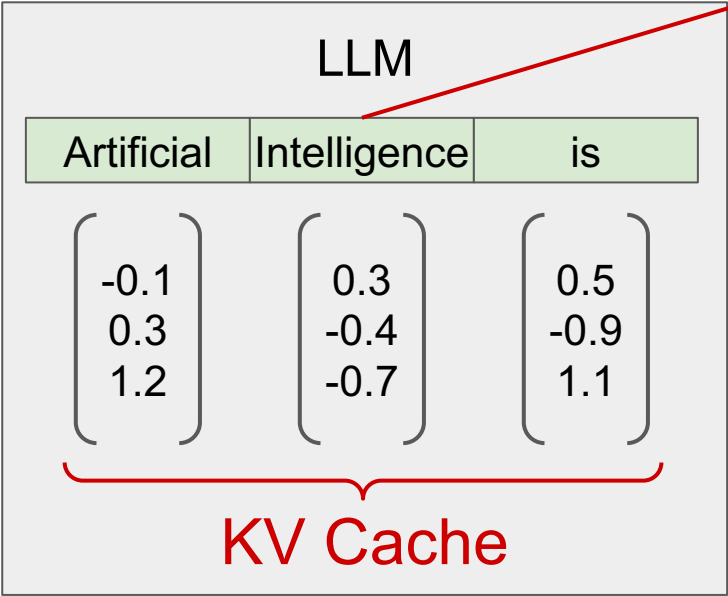 LLM
Artificial Intelligence is
-0.1 0.3 0.5
0.3 -0.4 -0.9
1.2 -0.7 1.1
KV Cache